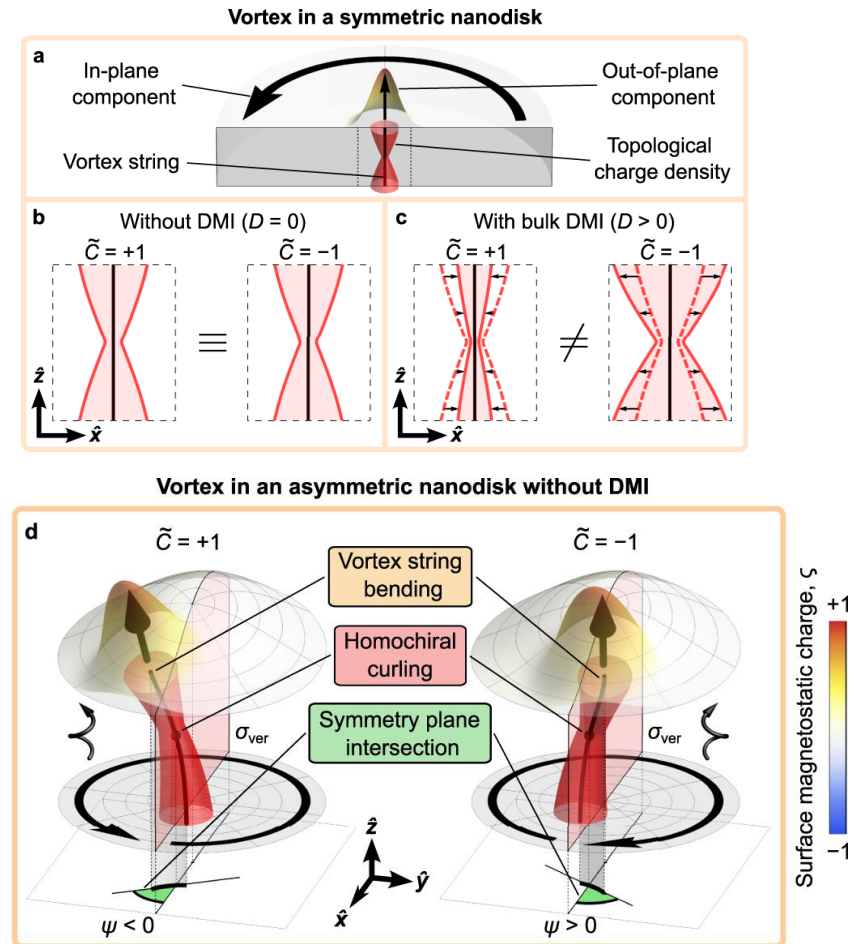 Vortex in a symmetric nanodisk
a
In-plane
component
Out-of-plane
component
Vortex string
Topological
charge density
b
Without DMI (D = 0)
C̃ = +1
C̃ = −1
≡
ẑ
x̂
c
With bulk DMI (D > 0)
C̃ = +1
C̃ = −1
≠
ẑ
x̂
Vortex in an asymmetric nanodisk without DMI
d
C̃ = +1
C̃ = −1
Vortex string
bending
Homochiral
curling
Symmetry plane
intersection
σver
σver
ẑ
ŷ
x̂
ψ < 0
ψ > 0
Surface magnetostatic charge, ς
+1
-1